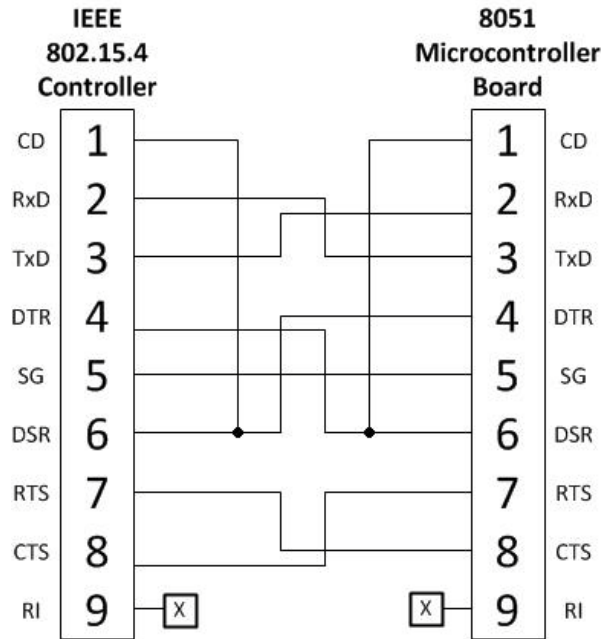 IEEE
802.15.4
Controller
8051
Microcontroller
Board
CD 1 1 CD
RxD 2 2 RxD
TxD 3 3 TxD
DTR 4 4 DTR
SG 5 5 SG
DSR 6 6 DSR
RTS 7 7 RTS
CTS 8 8 CTS
RI 9 X X 9 RI